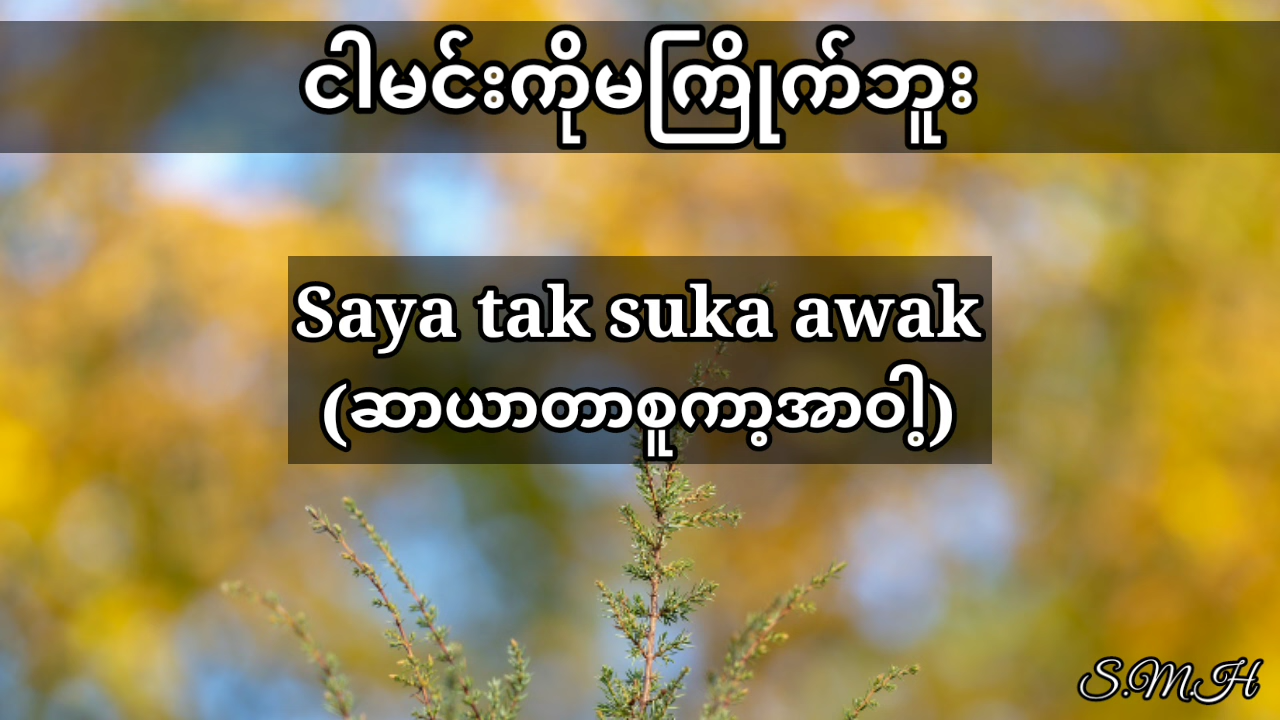 ငါမင်းကိုမကြိုက်ဘူး
Saya tak suka awak
(ဆာယာတာစူကာ့အာဝါ့)
S.M.H